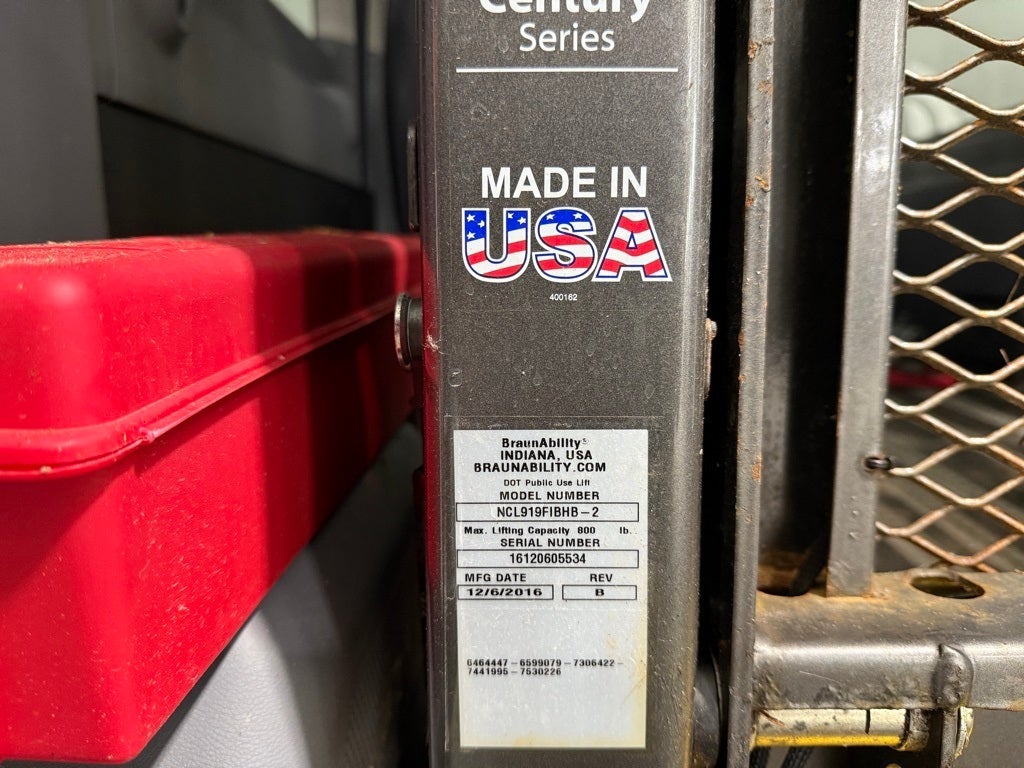 Century
Series
MADE IN
USA
400162
BraunAbility®
INDIANA, USA
BRAUNABILITY.COM
DOT Public Use Lift
MODEL NUMBER
NCL919FIBHB-2
Max. Lifting Capacity 800 lb.
SERIAL NUMBER
16120605534
MFG DATE REV
12/6/2016 B
6464447-6599079-7306422-
7441995-7530226